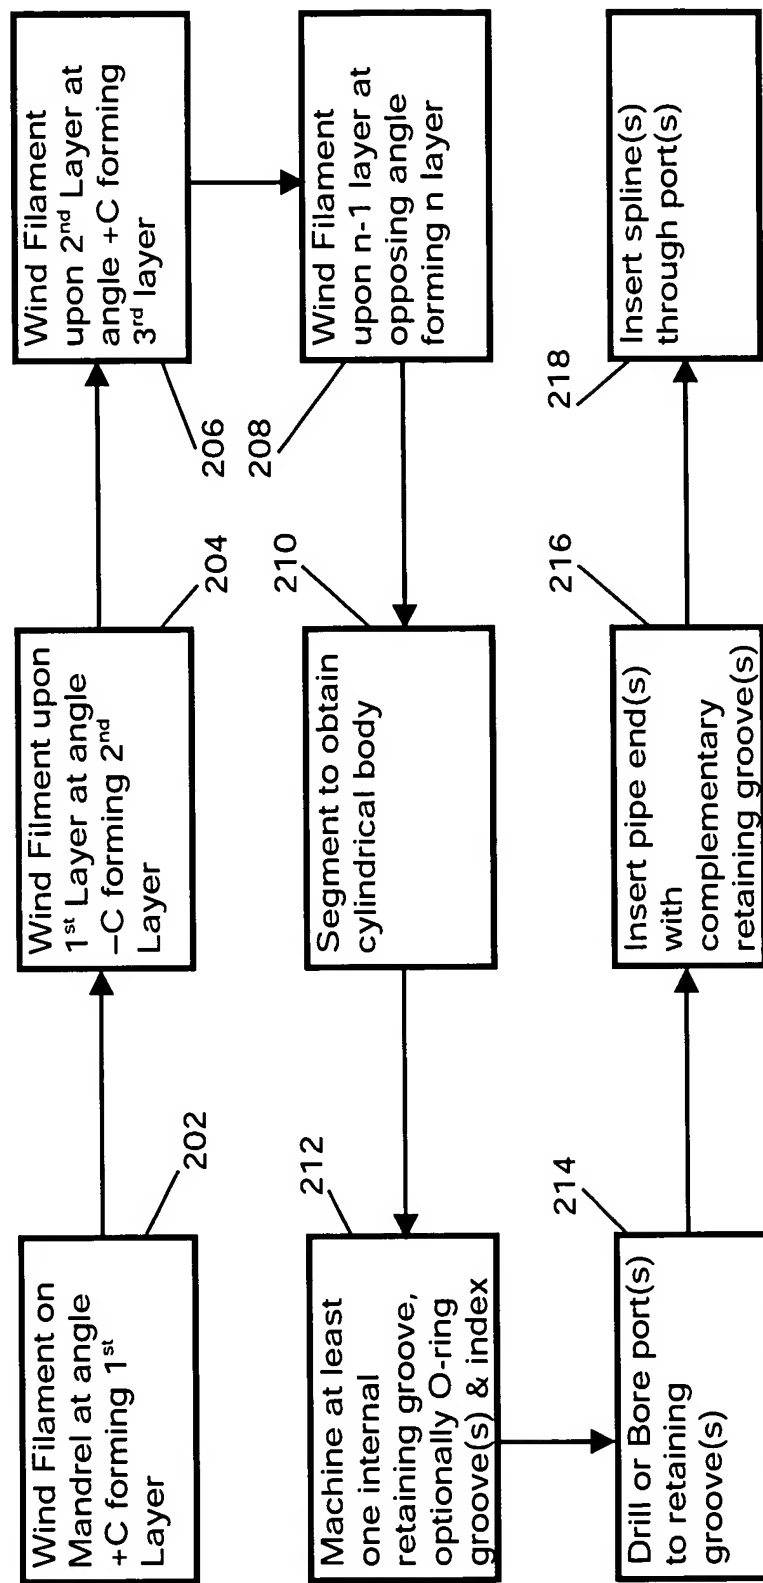 Wind Filament on
Mandrel at angle
+C forming 1st
Layer
202
Wind Filment upon
1st Layer at angle
–C forming 2nd
Layer
204
Wind Filament
upon 2nd Layer at
angle +C forming
3rd layer
206
Wind Filament
upon n-1 layer at
opposing angle
forming n layer
208
Segment to obtain
cylindrical body
210
Machine at least
one internal
retaining groove,
optionally O-ring
groove(s) & index
212
Drill or Bore port(s)
to retaining
groove(s)
214
Insert pipe end(s)
with
complementary
retaining groove(s)
216
Insert spline(s)
through port(s)
218